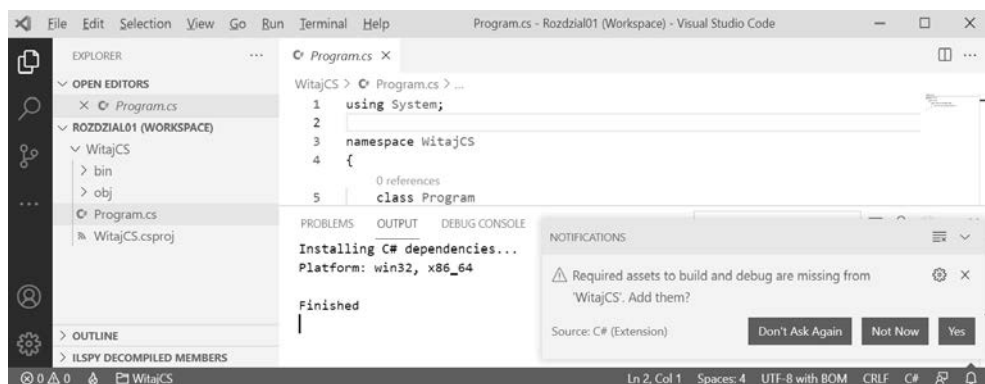 File Edit Selection View Go Run Terminal Help Program.cs - Rozdzial01 (Workspace) - Visual Studio Code
EXPLORER
OPEN EDITORS
Program.cs
ROZDZIAL01 (WORKSPACE)
WitajCS
bin
obj
Program.cs
WitajCS.csproj
OUTLINE
ILSPY DECOMPILED MEMBERS
Program.cs
WitajCS > Program.cs > ...
1 using System;
2
3 namespace WitajCS
4 {
0 references
5 class Program
PROBLEMS OUTPUT DEBUG CONSOLE
Installing C# dependencies...
Platform: win32, x86_64
Finished
NOTIFICATIONS
Required assets to build and debug are missing from
'WitajCS'. Add them?
Source: C# (Extension) Don't Ask Again Not Now Yes
0 0 WitajCS Ln 2, Col 1 Spaces: 4 UTF-8 with BOM CRLF C#